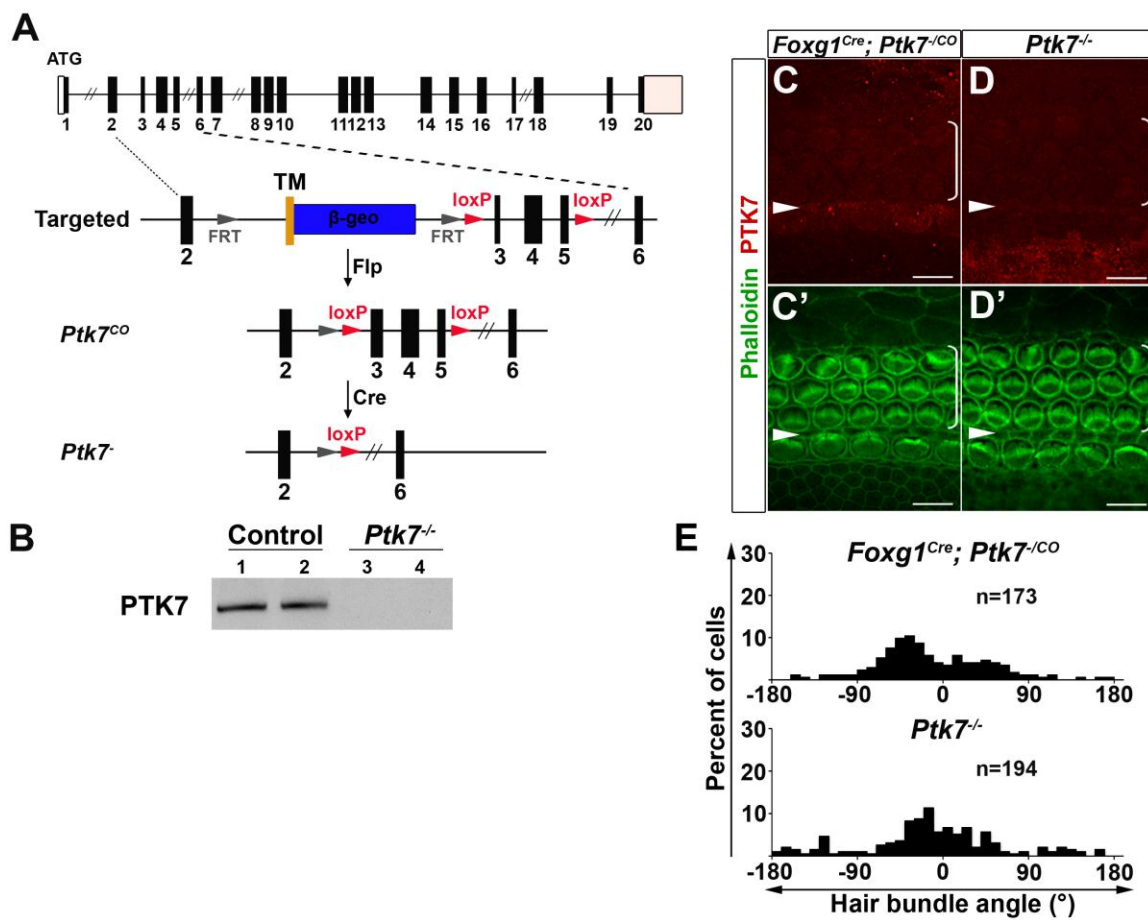 A
ATG
1 2 3 4 5 6 7 8 9 10 11 12 13 14 15 16 17 18 19 20
TM
loxP loxP
Targeted β-geo
FRT FRT
2 3 4 5 6
Flp
loxP loxP
Ptk7CO
2 3 4 5 6
Cre
loxP
Ptk7-
2 6
B
Control Ptk7-/-
1 2 3 4
PTK7
Foxg1Cre; Ptk7-/CO Ptk7-/-
C D
C' D'
Phalloidin PTK7
E
Foxg1Cre; Ptk7-/CO
n=173
30
20
10
-180 -90 0 90 180
Ptk7-/-
n=194
30
20
10
-180 -90 0 90 180
Percent of cells
Hair bundle angle (°)